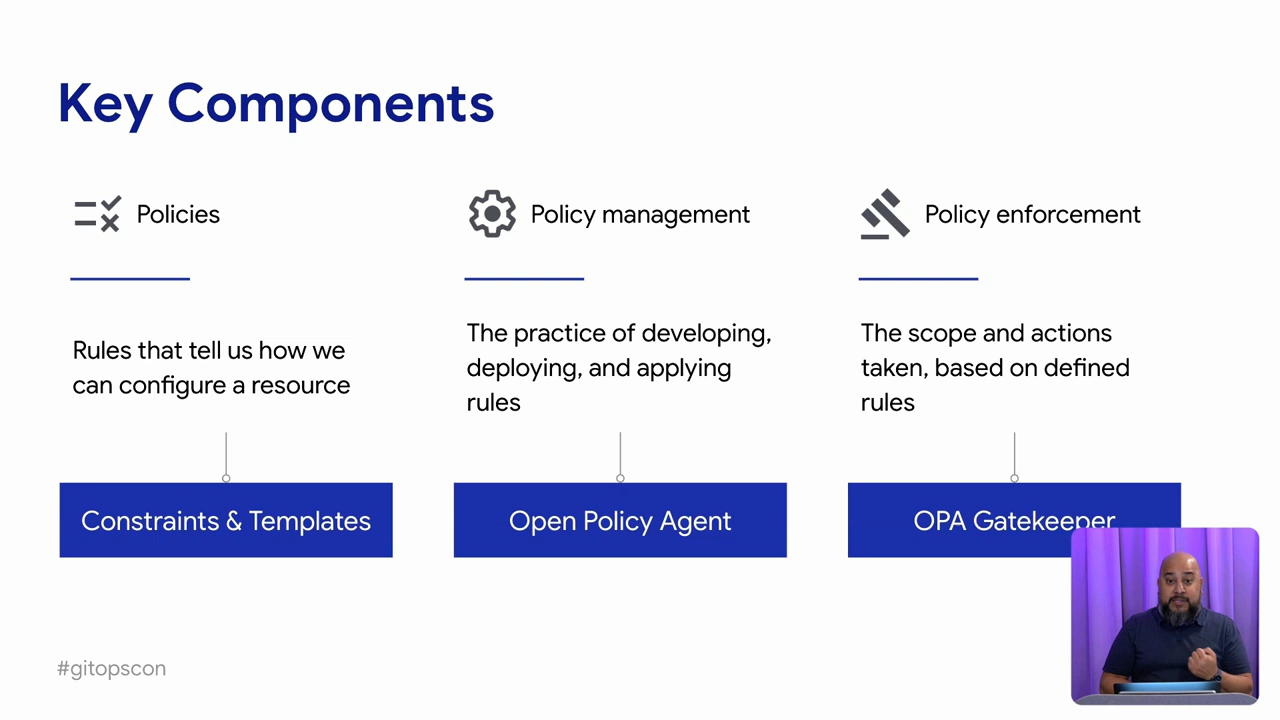 Key Components
Policies
Policy management
Policy enforcement
Rules that tell us how we
can configure a resource
The practice of developing,
deploying, and applying
rules
The scope and actions
taken, based on defined
rules
Constraints & Templates
Open Policy Agent
OPA Gatekeeper
#gitopscon